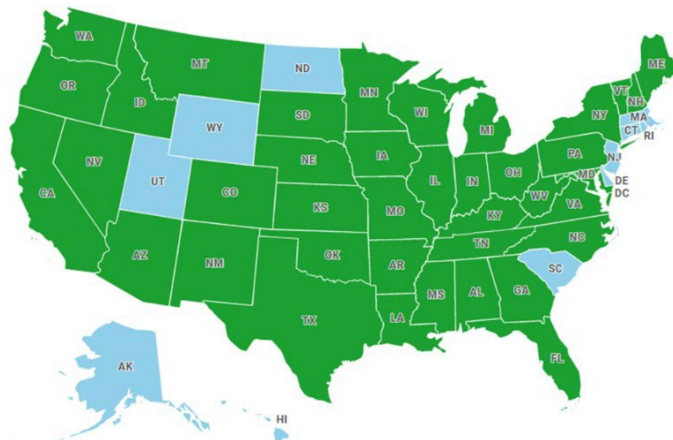 WA
MT
ND
MN
ME
OR
ID
SD
WI
VT
NH
WY
MI
NY
MA
CT
RI
NV
UT
NE
IA
PA
NJ
CA
CO
IL
IN
OH
MD
DE
DC
KS
MO
WV
VA
KY
AZ
NM
OK
TN
NC
AR
SC
TX
MS
AL
GA
LA
FL
AK
HI